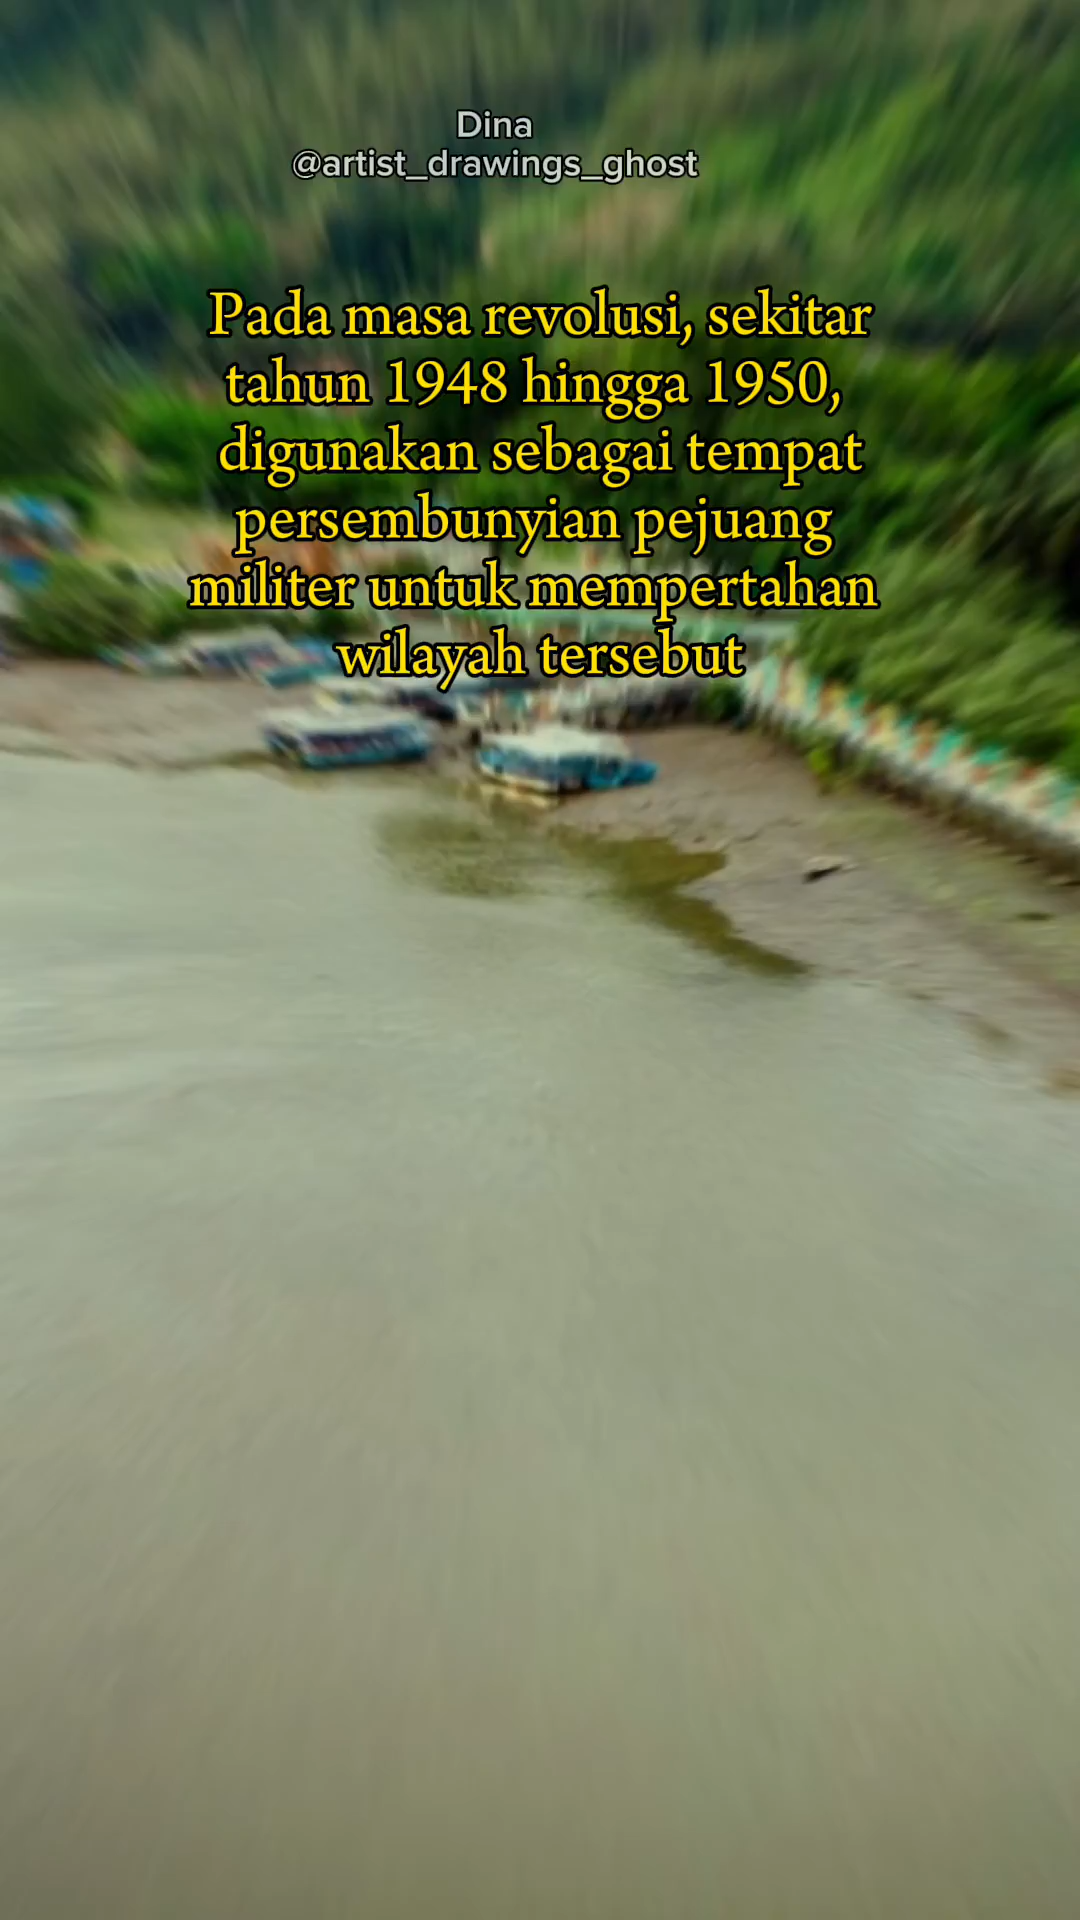 Dina
@artist_drawings_ghost
Pada masa revolusi, sekitar
tahun 1948 hingga 1950,
digunakan sebagai tempat
persembunyian pejuang
militer untuk mempertahan
wilayah tersebut